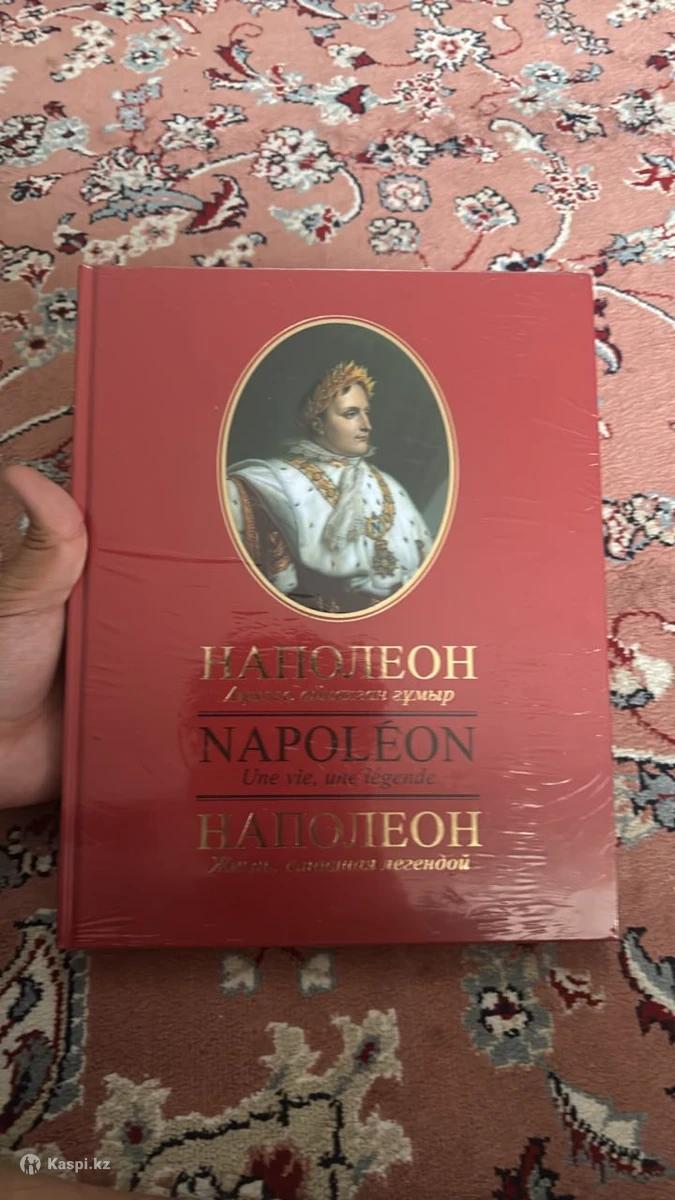 НАПОЛЕОН
Аңызға айналған ғұмыр
NAPOLÉON
Une vie, une légende
НАПОЛЕОН
Жизнь, ставшая легендой
Kaspi.kz